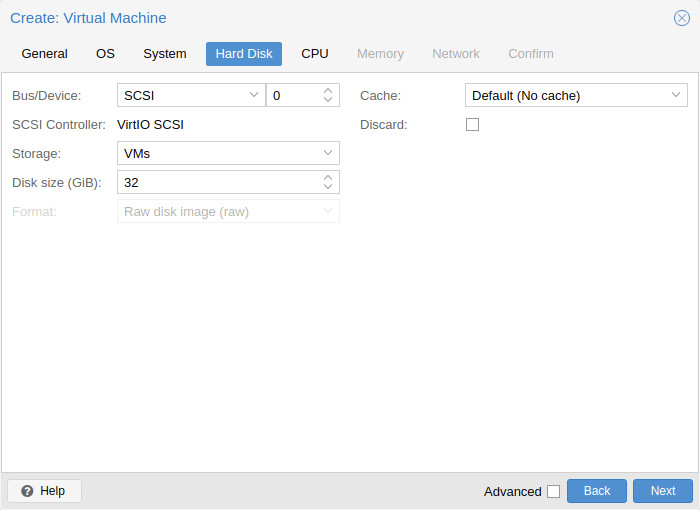 Create: Virtual Machine
General OS System Hard Disk CPU Memory Network Confirm
Bus/Device: SCSI 0 Cache: Default (No cache)
SCSI Controller: VirtIO SCSI Discard:
Storage: VMs
Disk size (GiB): 32
Format: Raw disk image (raw)
? Help Advanced Back Next